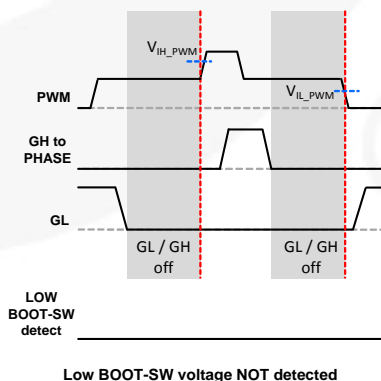 V_IH_PWM
PWM
V_IL_PWM
GH to
PHASE
GL
GL / GH
off
GL / GH
off
LOW
BOOT-SW
detect
Low BOOT-SW voltage NOT detected